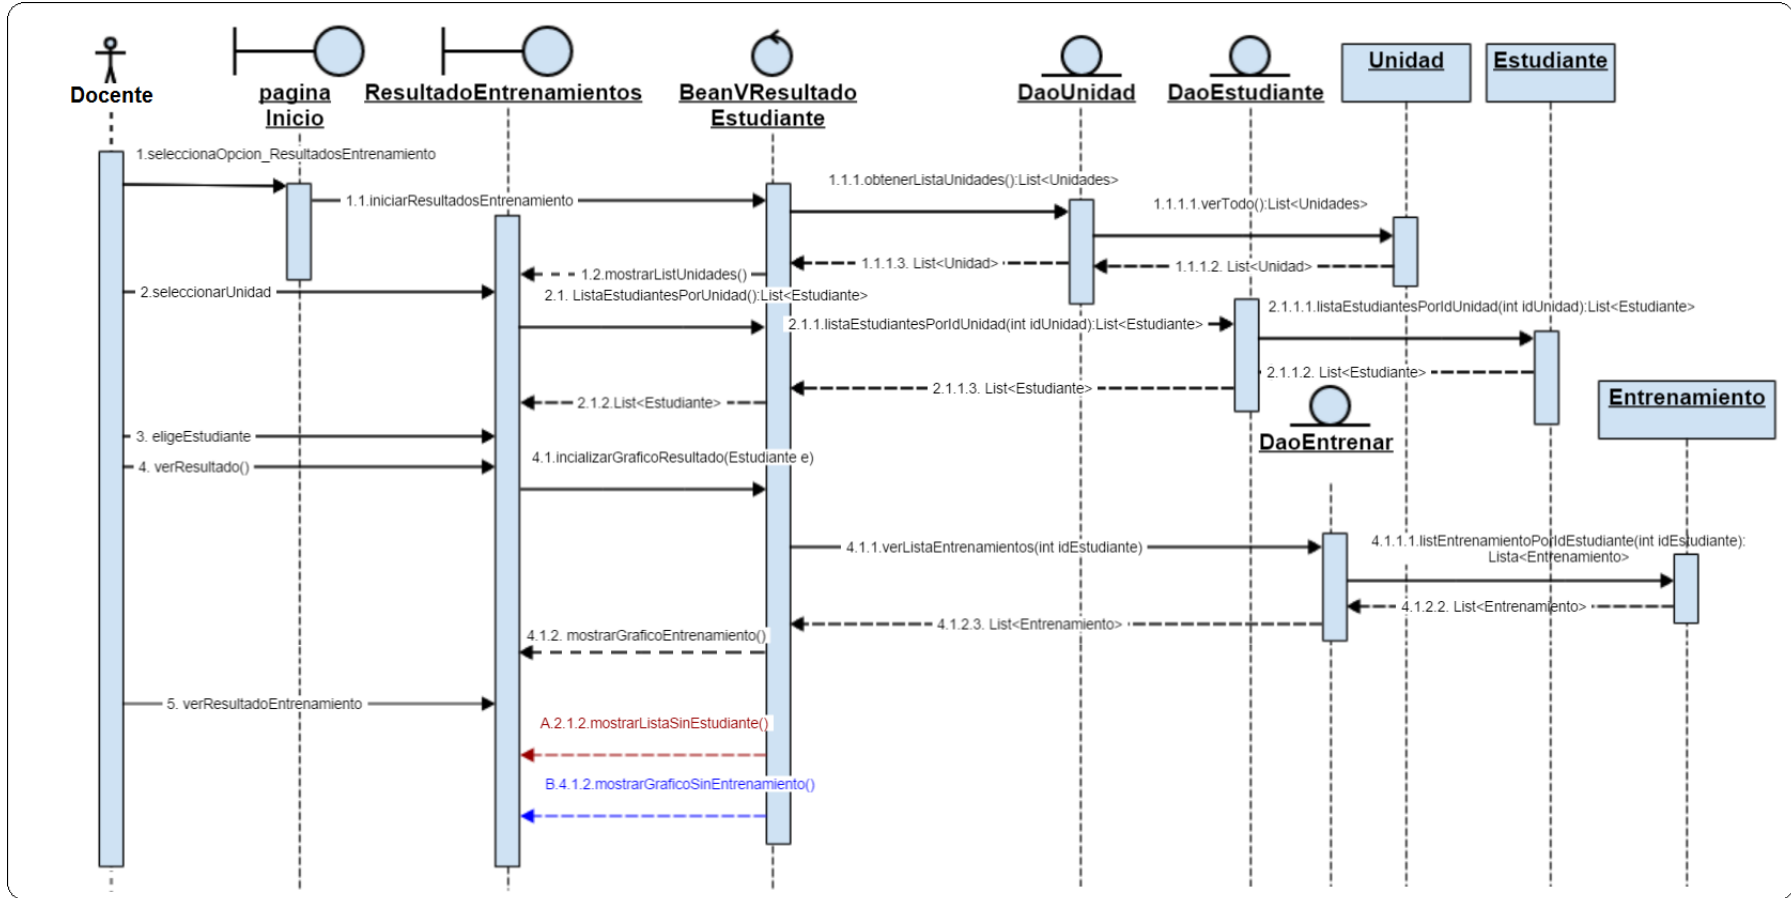 Docente
pagina
Inicio
ResultadoEntrenamientos
BeanVResultado
Estudiante
DaoUnidad
DaoEstudiante
Unidad
Estudiante
1.seleccionaOpcion_ResultadosEntrenamiento
1.1.iniciarResultadosEntrenamiento
1.1.1.obtenerListaUnidades():List<Unidades>
1.1.1.1.verTodo():List<Unidades>
1.1.1.2. List<Unidad>
1.1.1.3. List<Unidad>
1.2.mostrarListUnidades()
2.seleccionarUnidad
2.1. ListaEstudiantesPorUnidad():List<Estudiante>
2.1.1.listaEstudiantesPorIdUnidad(int idUnidad):List<Estudiante>
2.1.1.1.listaEstudiantesPorIdUnidad(int idUnidad):List<Estudiante>
2.1.1.2. List<Estudiante>
2.1.1.3. List<Estudiante>
2.1.2.List<Estudiante>
DaoEntrenar
Entrenamiento
3. eligeEstudiante
4. verResultado()
4.1.incializarGraficoResultado(Estudiante e)
4.1.1.verListaEntrenamientos(int idEstudiante)
4.1.1.1.listEntrenamientoPorIdEstudiante(int idEstudiante):
Lista<Entrenamiento>
4.1.2.2. List<Entrenamiento>
4.1.2.3. List<Entrenamiento>
4.1.2. mostrarGraficoEntrenamiento()
5. verResultadoEntrenamiento
A.2.1.2.mostrarListaSinEstudiante()
B.4.1.2.mostrarGraficoSinEntrenamiento()